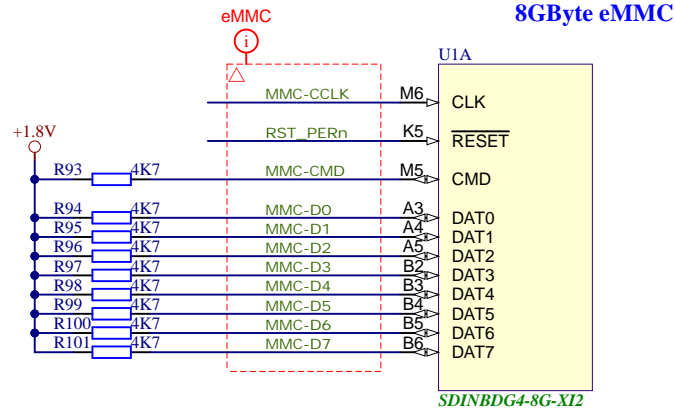 eMMC
8GByte eMMC
i
U1A
MMC-CCLK M6 CLK
RST_PERn K5 RESET
+1.8V
R93 4K7 MMC-CMD M5 CMD
R94 4K7 MMC-D0 A3 DAT0
R95 4K7 MMC-D1 A4 DAT1
R96 4K7 MMC-D2 A5 DAT2
R97 4K7 MMC-D3 B2 DAT3
R98 4K7 MMC-D4 B3 DAT4
R99 4K7 MMC-D5 B4 DAT5
R100 4K7 MMC-D6 B5 DAT6
R101 4K7 MMC-D7 B6 DAT7
SDINBDG4-8G-XI2